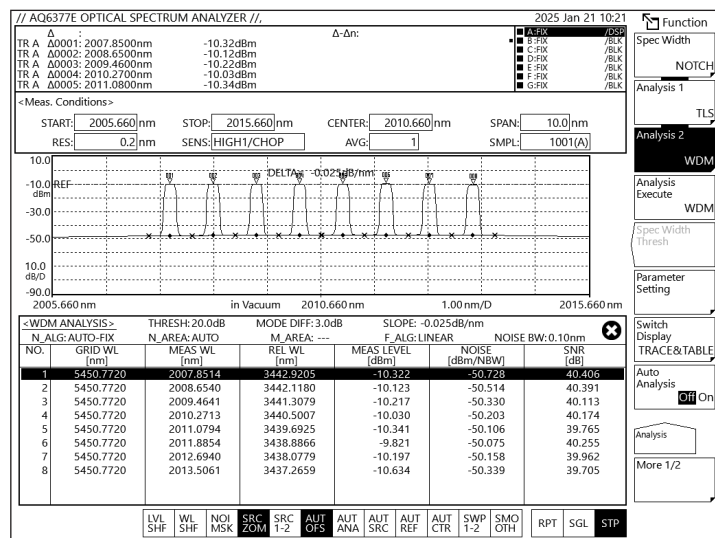 // AQ6377E OPTICAL SPECTRUM ANALYZER //,
2025 Jan 21 10:21
Δ :
Δ-Δn:
TR A Δ0001: 2007.8500nm -10.32dBm
TR A Δ0002: 2008.6500nm -10.12dBm
TR A Δ0003: 2009.4600nm -10.22dBm
TR A Δ0004: 2010.2700nm -10.03dBm
TR A Δ0005: 2011.0800nm -10.34dBm
A:FIX /DSP
B:FIX /BLK
C:FIX /BLK
D:FIX /BLK
E:FIX /BLK
F:FIX /BLK
G:FIX /BLK
<Meas. Conditions>
START: 2005.660 nm STOP: 2015.660 nm CENTER: 2010.660 nm SPAN: 10.0 nm
RES: 0.2 nm SENS: HIGH1/CHOP AVG: 1 SMPL: 1001(A)
10.0
DELTA
-0.025dB/nm
001 002 003
006
-10.0 REF
dBm
-30.0
-50.0
10.0
dB/D
-90.0
2005.660 nm in Vacuum 2010.660 nm 1.00 nm/D 2015.660 nm
<WDM ANALYSIS> THRESH: 20.0dB MODE DIFF: 3.0dB SLOPE: -0.025dB/nm
N_ALG: AUTO-FIX N_AREA: AUTO M_AREA: --- F_ALG: LINEAR NOISE BW: 0.10nm
NO. GRID WL MEAS WL REL WL MEAS LEVEL NOISE SNR
[nm] [nm] [nm] [dBm] [dBm/NBW] [dB]
1 5450.7720 2007.8514 3442.9205 -10.322 -50.728 40.406
2 5450.7720 2008.6540 3442.1180 -10.123 -50.514 40.391
3 5450.7720 2009.4641 3441.3079 -10.217 -50.330 40.113
4 5450.7720 2010.2713 3440.5007 -10.030 -50.203 40.174
5 5450.7720 2011.0794 3439.6925 -10.341 -50.106 39.765
6 5450.7720 2011.8854 3438.8866 -9.821 -50.075 40.255
7 5450.7720 2012.6940 3438.0779 -10.197 -50.158 39.962
8 5450.7720 2013.5061 3437.2659 -10.634 -50.339 39.705
LVL SHF
WL SHF
NOI MSK
SRC ZOM
SRC 1-2
AUT OFS
AUT ANA
AUT SRC
AUT REF
AUT CTR
SWP 1-2
SMO OTH
RPT
SGL
STP
Function
Spec Width
NOTCH
Analysis 1
TLS
Analysis 2
WDM
Analysis
Execute
WDM
Spec Width
Thresh
Parameter
Setting
Switch
Display
TRACE&TABLE
Auto
Analysis
Off On
Analysis
More 1/2